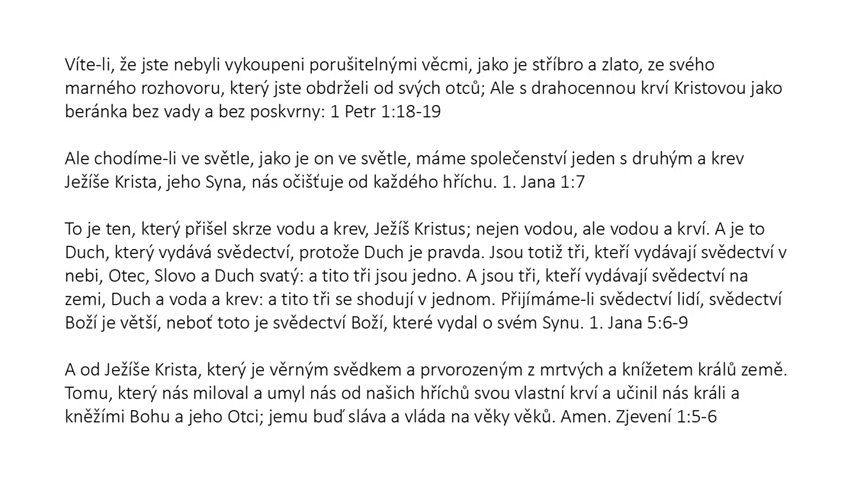 Víte-li, že jste nebyli vykoupeni porušitelnými věcmi, jako je stříbro a zlato, ze svého
marného rozhovoru, který jste obdrželi od svých otců; Ale s drahocennou krví Kristovou jako
beránka bez vady a bez poskvrny: 1 Petr 1:18-19
Ale chodíme-li ve světle, jako je on ve světle, máme společenství jeden s druhým a krev
Ježíše Krista, jeho Syna, nás očišťuje od každého hříchu. 1. Jana 1:7
To je ten, který přišel skrze vodu a krev, Ježíš Kristus; nejen vodou, ale vodou a krví. A je to
Duch, který vydává svědectví, protože Duch je pravda. Jsou totiž tři, kteří vydávají svědectví v
nebi, Otec, Slovo a Duch svatý: a tito tři jsou jedno. A jsou tři, kteří vydávají svědectví na
zemi, Duch a voda a krev: a tito tři se shodují v jednom. Přijímáme-li svědectví lidí, svědectví
Boží je větší, neboť toto je svědectví Boží, které vydal o svém Synu. 1. Jana 5:6-9
A od Ježíše Krista, který je věrným svědkem a prvorozeným z mrtvých a knížetem králů země.
Tomu, který nás miloval a umyl nás od našich hříchů svou vlastní krví a učinil nás králi a
kněžími Bohu a jeho Otci; jemu buď sláva a vláda na věky věků. Amen. Zjevení 1:5-6